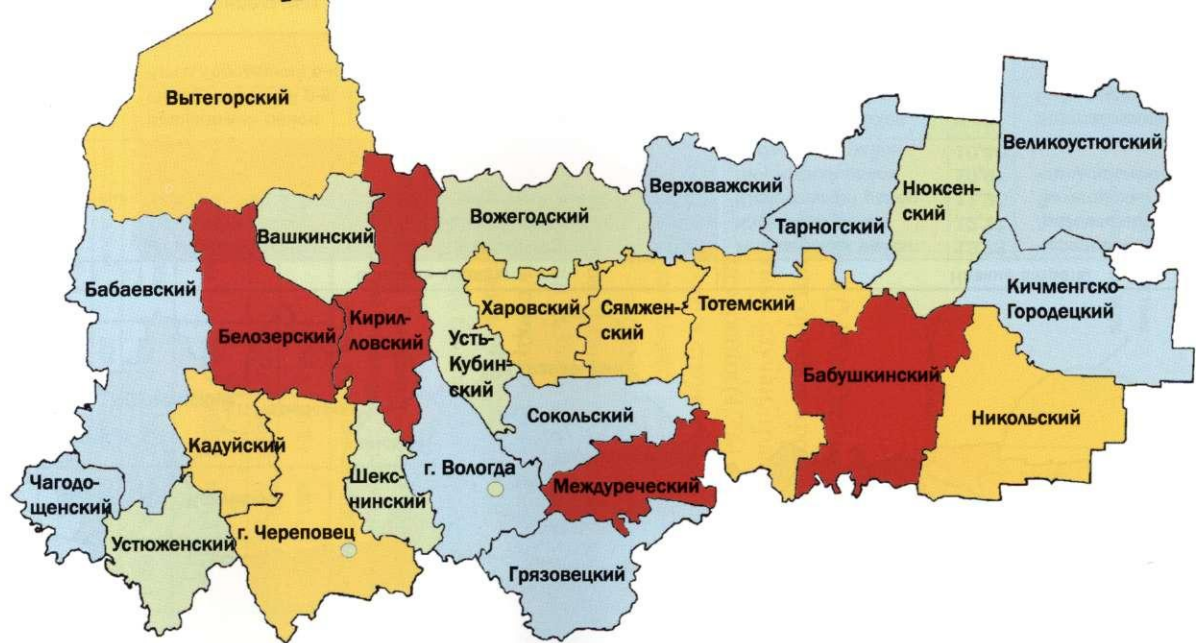 Вытегорский
Великоустюгский
Верховажский
Нюксен-
ский
Вожегодский
Тарногский
Вашкинский
Бабаевский
Кичменгско-
Городецкий
Белозерский
Кирил-
ловский
Харовский
Сямжен-
ский
Тотемский
Усть-
Кубин-
ский
Бабушкинский
Сокольский
Никольский
Кадуйский
г. Вологда
Шекс-
нинский
Междуреческий
Чагодо-
щенский
Устюженский
г. Череповец
Грязовецкий